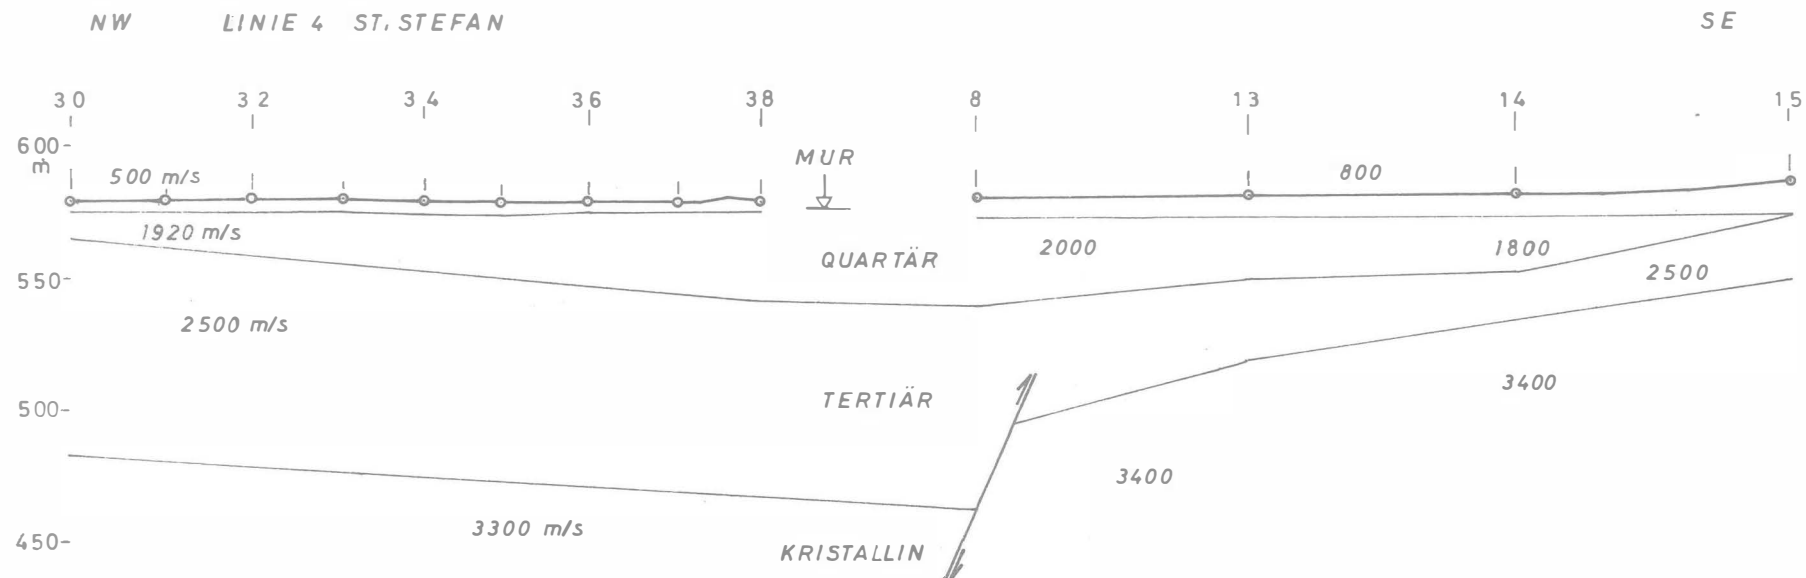 NW LINIE 4 ST. STEFAN SE
30 32 34 36 38 8 13 14 15
600
m
MUR
500 m/s 800
1920 m/s
QUARTÄR 2000 1800
550 2500
2500 m/s
TERTIÄR 3400
500
3400
3300 m/s
450 KRISTALLIN